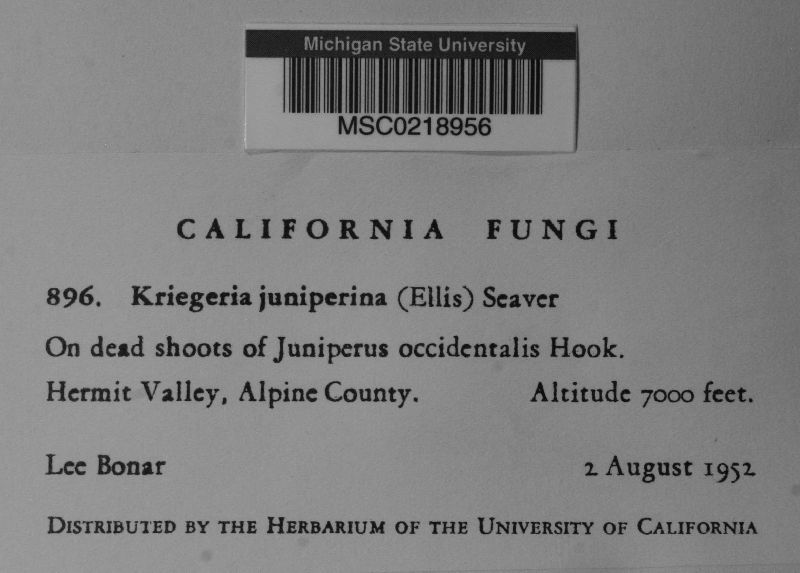 Michigan State University
MSC0218956
CALIFORNIA FUNGI
896. Kriegeria juniperina (Ellis) Seaver
On dead shoots of Juniperus occidentalis Hook.
Hermit Valley, Alpine County. Altitude 7000 feet.
Lee Bonar 2 August 1952
DISTRIBUTED BY THE HERBARIUM OF THE UNIVERSITY OF CALIFORNIA